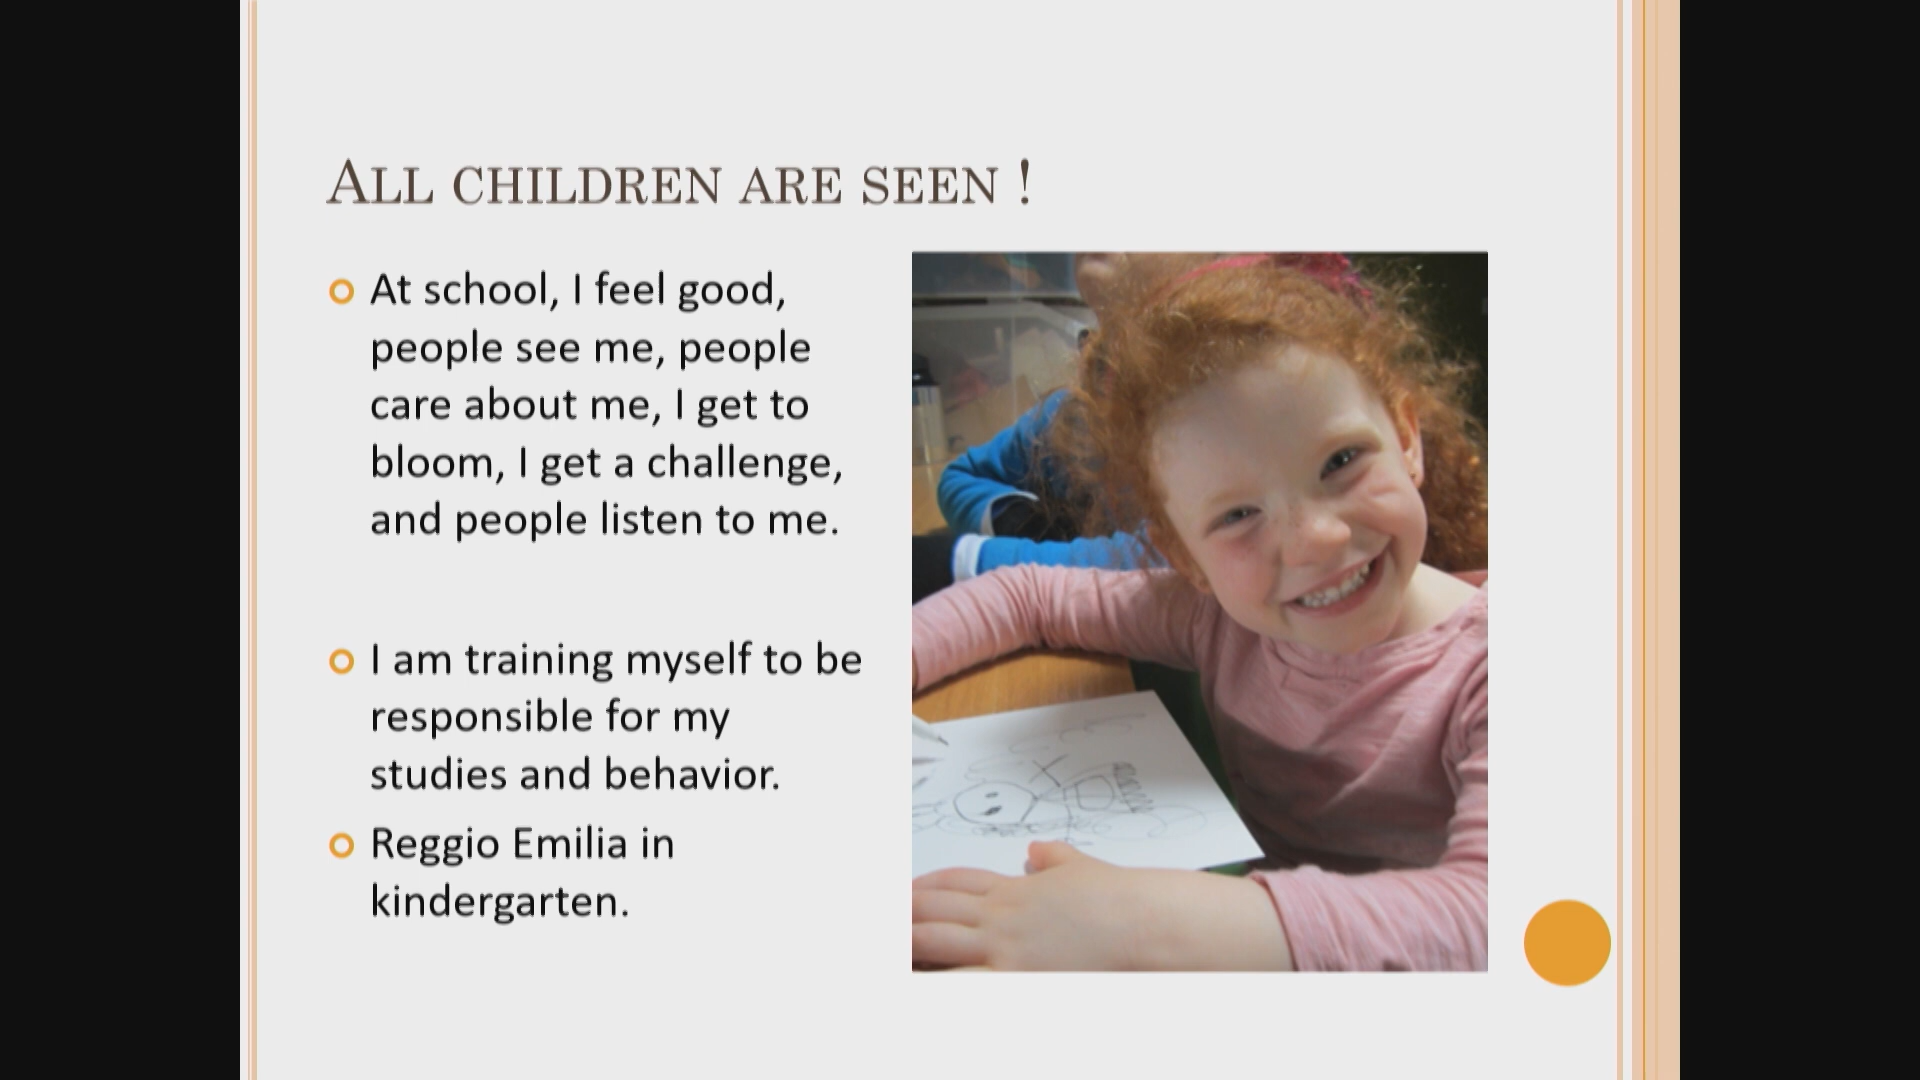 All children are seen !
At school, I feel good,
people see me, people
care about me, I get to
bloom, I get a challenge,
and people listen to me.
I am training myself to be
responsible for my
studies and behavior.
Reggio Emilia in
kindergarten.